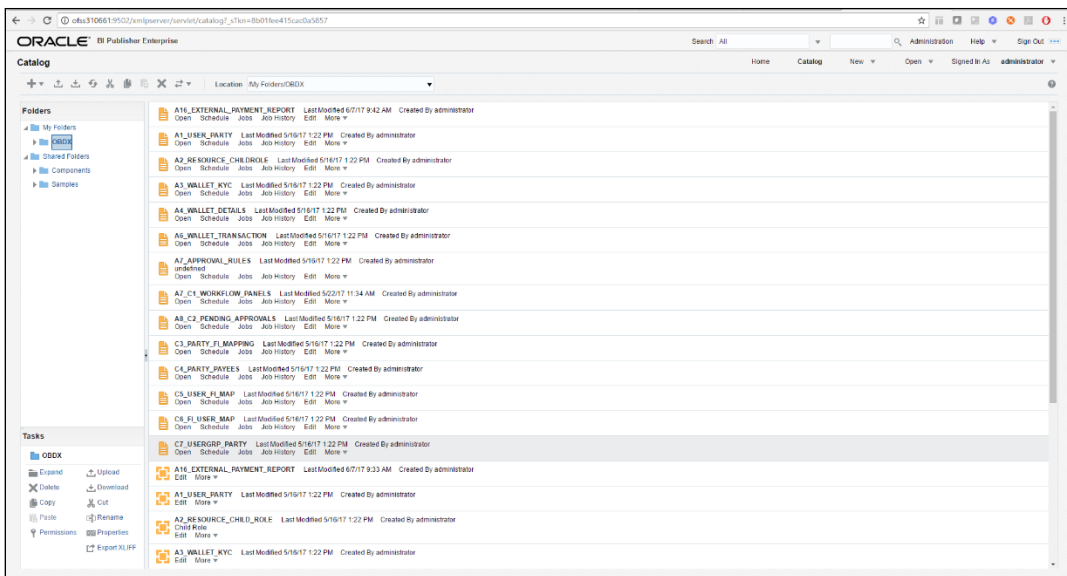 ofss310661:9502/xmlpserver/servlet/catalog?_sTkn=8b01fee415cac0a5857
ORACLE BI Publisher Enterprise
Search All
Administration Help Sign Out
Catalog
Home Catalog New Open Signed In As administrator
Location /My Folders/OBDX
Folders
My Folders
OBDX
Shared Folders
Components
Samples
A16_EXTERNAL_PAYMENT_REPORT Last Modified 6/7/17 9:42 AM Created By administrator
Open Schedule Jobs Job History Edit More
A1_USER_PARTY Last Modified 5/16/17 1:22 PM Created By administrator
Open Schedule Jobs Job History Edit More
A2_RESOURCE_CHILDROLE Last Modified 5/16/17 1:22 PM Created By administrator
Open Schedule Jobs Job History Edit More
A3_WALLET_KYC Last Modified 5/16/17 1:22 PM Created By administrator
Open Schedule Jobs Job History Edit More
A4_WALLET_DETAILS Last Modified 5/16/17 1:22 PM Created By administrator
Open Schedule Jobs Job History Edit More
A6_WALLET_TRANSACTION Last Modified 5/16/17 1:22 PM Created By administrator
Open Schedule Jobs Job History Edit More
A7_APPROVAL_RULES Last Modified 5/16/17 1:22 PM Created By administrator
undefined
Open Schedule Jobs Job History Edit More
A7_C1_WORKFLOW_PANELS Last Modified 5/22/17 11:34 AM Created By administrator
Open Schedule Jobs Job History Edit More
A8_C2_PENDING_APPROVALS Last Modified 5/16/17 1:22 PM Created By administrator
Open Schedule Jobs Job History Edit More
C3_PARTY_FI_MAPPING Last Modified 5/16/17 1:22 PM Created By administrator
Open Schedule Jobs Job History Edit More
C4_PARTY_PAYEES Last Modified 5/16/17 1:22 PM Created By administrator
Open Schedule Jobs Job History Edit More
C5_USER_FI_MAP Last Modified 5/16/17 1:22 PM Created By administrator
Open Schedule Jobs Job History Edit More
C6_FI_USER_MAP Last Modified 5/16/17 1:22 PM Created By administrator
Open Schedule Jobs Job History Edit More
C7_USERGRP_PARTY Last Modified 5/16/17 1:22 PM Created By administrator
Open Schedule Jobs Job History Edit More
A16_EXTERNAL_PAYMENT_REPORT Last Modified 6/7/17 9:33 AM Created By administrator
Edit More
A1_USER_PARTY Last Modified 5/16/17 1:22 PM Created By administrator
Edit More
A2_RESOURCE_CHILD_ROLE Last Modified 5/16/17 1:22 PM Created By administrator
Child Role
Edit More
A3_WALLET_KYC Last Modified 5/16/17 1:22 PM Created By administrator
Edit More
Tasks
OBDX
Expand Upload
Delete Download
Copy Cut
Paste Rename
Permissions Properties
Export XLIFF